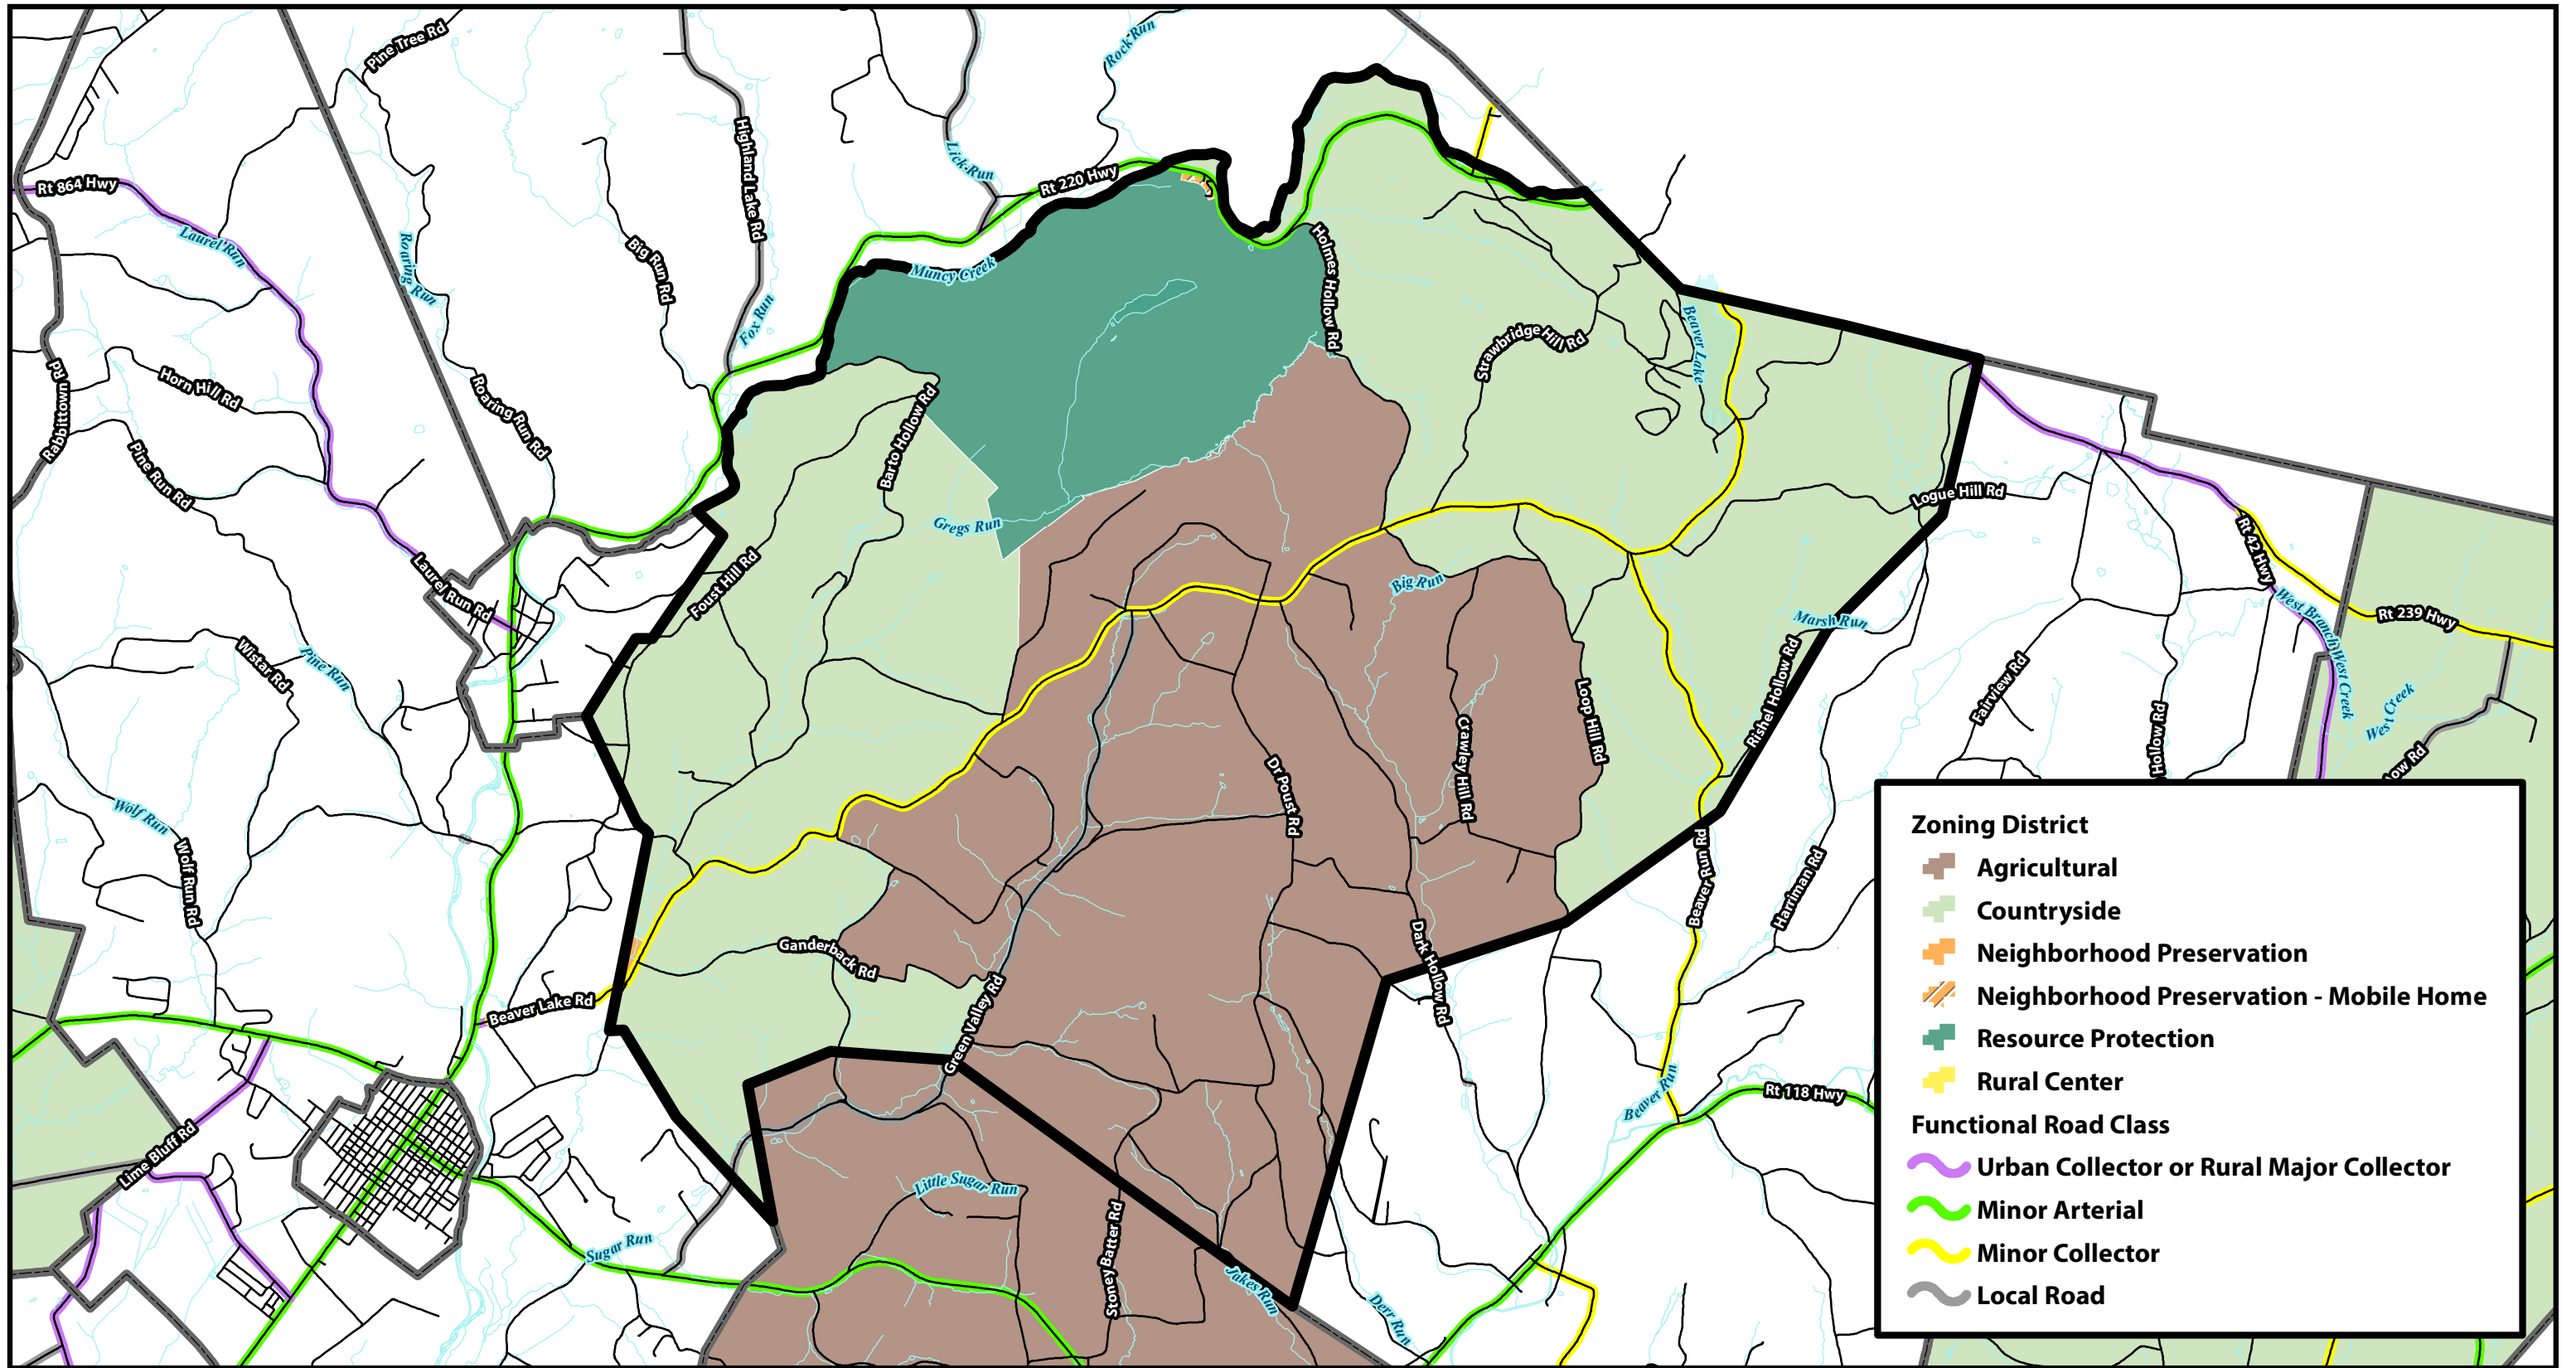 Pine Tree Rd
Rock Run
Highland Lake Rd
Lick Run
Rt 220 Hwy
Rt 864 Hwy
Laurel Run
Roaring Run
Big Run Rd
Muncy Creek
Holmes Hollow Rd
Fox Run
Beaver Lake
Strawbridge Hill Rd
Rabbittown Rd
Horn Hill Rd
Roaring Run Rd
Barto Hollow Rd
Pine Run Rd
Logue Hill Rd
Gregs Run
Rt 42 Hwy
Laurel Run Rd
Foust Hill Rd
Big Run
Marsh Run
West Branch West Creek
Rt 239 Hwy
Wistar Rd
Pine Run
Rishel Hollow Rd
Fairview Rd
West Creek
Loop Hill Rd
Crawley Hill Rd
Hollow Rd
low Rd
Dr Poust Rd
Wolf Run
Wolf Run Rd
Beaver Run Rd
Harriman Rd
Ganderback Rd
Dark Hollow Rd
Beaver Lake Rd
Green Valley Rd
Beaver Run
Rt 118 Hwy
Lime Bluff Rd
Little Sugar Run
Sugar Run
Stoney Batter Rd
Jakes Run
Derr Run
Zoning District
Agricultural
Countryside
Neighborhood Preservation
Neighborhood Preservation - Mobile Home
Resource Protection
Rural Center
Functional Road Class
Urban Collector or Rural Major Collector
Minor Arterial
Minor Collector
Local Road